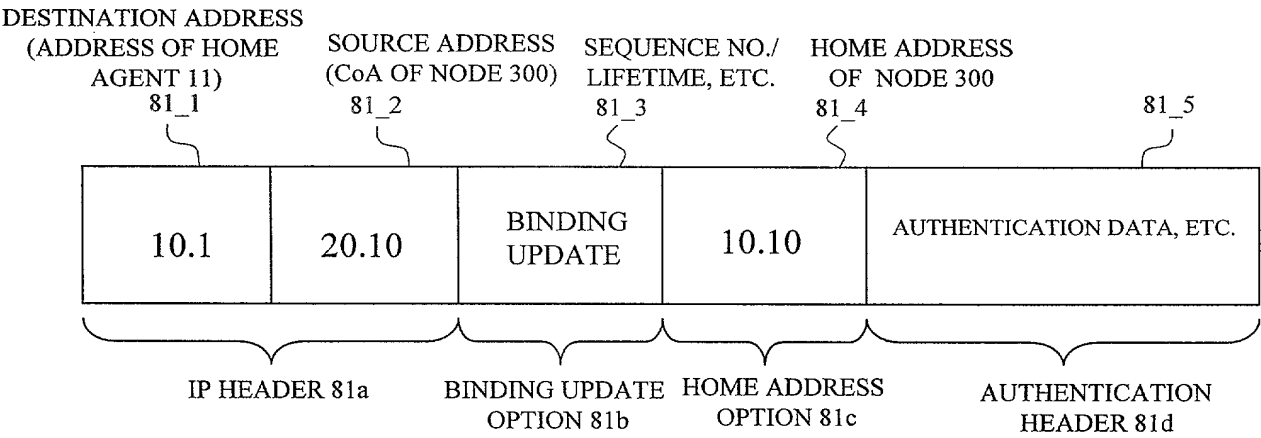 DESTINATION ADDRESS
(ADDRESS OF HOME
AGENT 11)
81_1
SOURCE ADDRESS
(CoA OF NODE 300)
81_2
SEQUENCE NO./
LIFETIME, ETC.
81_3
HOME ADDRESS
OF NODE 300
81_4
81_5
10.1
20.10
BINDING
UPDATE
10.10
AUTHENTICATION DATA, ETC.
IP HEADER 81a
BINDING UPDATE
OPTION 81b
HOME ADDRESS
OPTION 81c
AUTHENTICATION
HEADER 81d